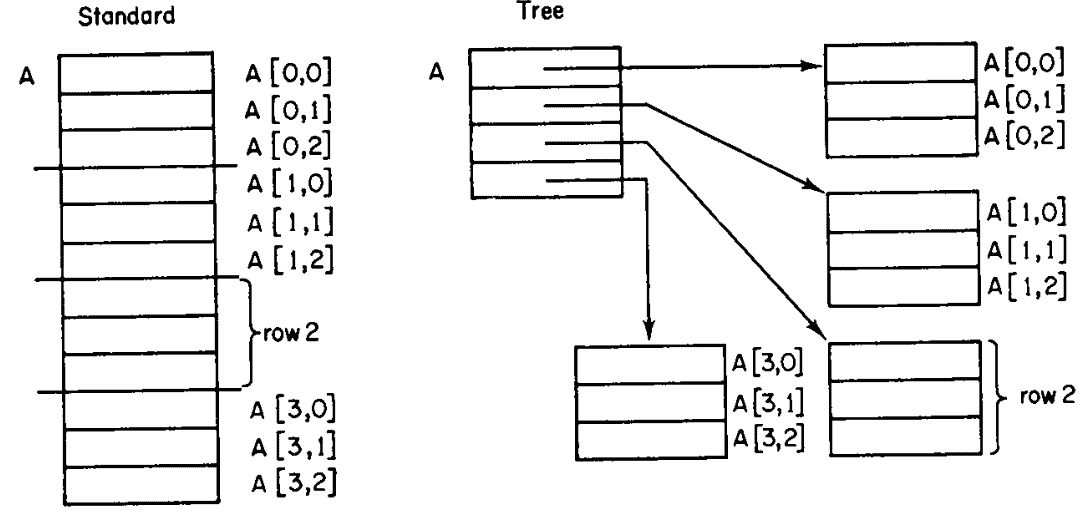 Standard
A
A [0,0]
A [0,1]
A [0,2]
A [1,0]
A [1,1]
A [1,2]
row 2
A [3,0]
A [3,1]
A [3,2]
Tree
A
A [0,0]
A [0,1]
A [0,2]
A [1,0]
A [1,1]
A [1,2]
A [3,0]
A [3,1]
A [3,2]
row 2